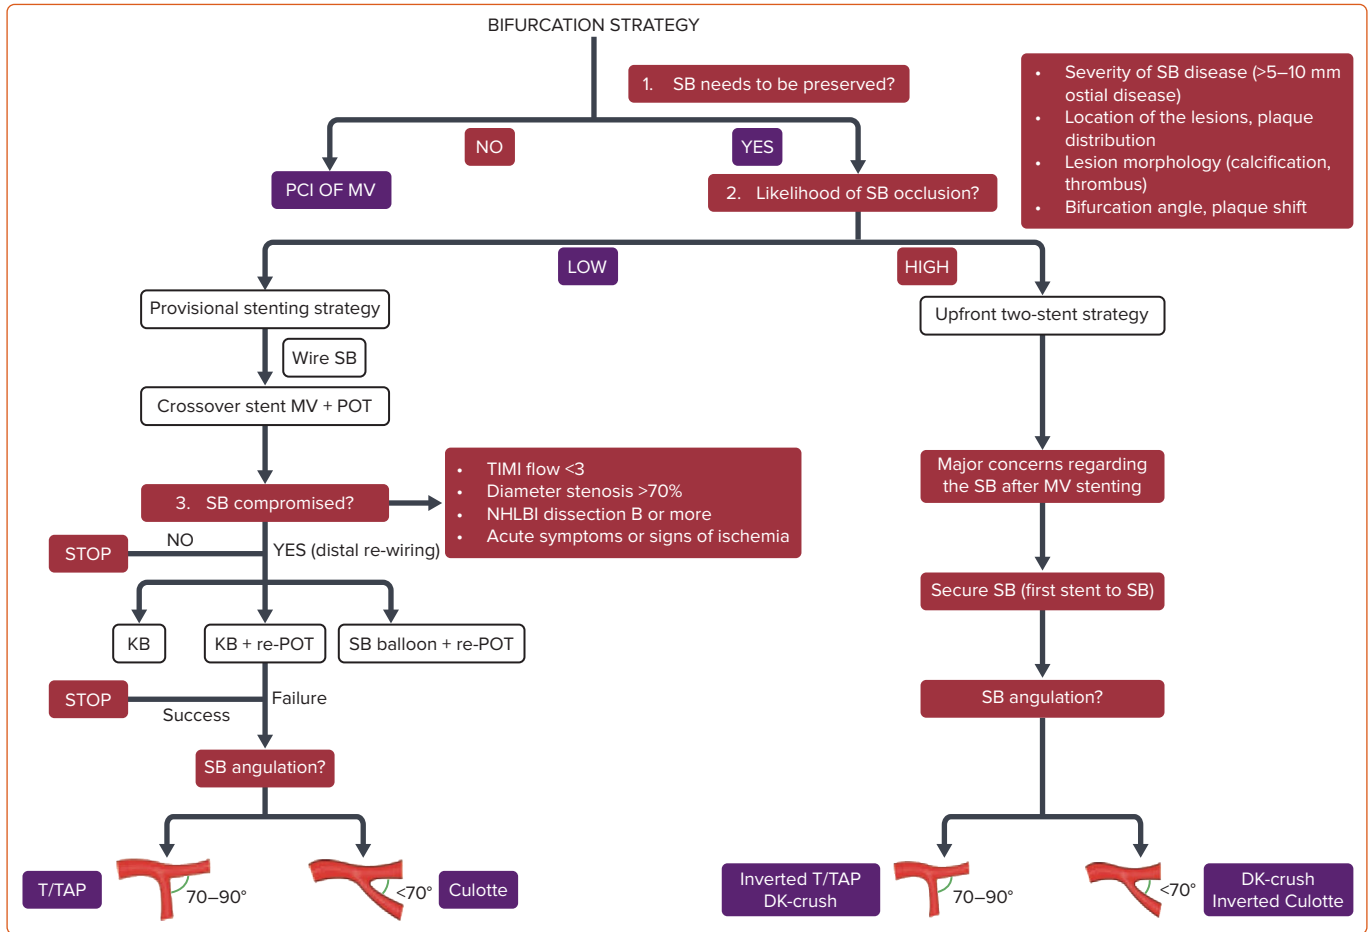 BIFURCATION STRATEGY
1. SB needs to be preserved?
• Severity of SB disease (>5–10 mm
ostial disease)
• Location of the lesions, plaque
distribution
• Lesion morphology (calcification,
thrombus)
• Bifurcation angle, plaque shift
NO
YES
PCI OF MV
2. Likelihood of SB occlusion?
LOW
HIGH
Provisional stenting strategy
Upfront two-stent strategy
Wire SB
Crossover stent MV + POT
3. SB compromised?
• TIMI flow <3
• Diameter stenosis >70%
• NHLBI dissection B or more
• Acute symptoms or signs of ischemia
Major concerns regarding
the SB after MV stenting
STOP
NO
YES (distal re-wiring)
Secure SB (first stent to SB)
KB
KB + re-POT
SB balloon + re-POT
STOP
Success
Failure
SB angulation?
SB angulation?
T/TAP
70–90°
<70°
Culotte
Inverted T/TAP
DK-crush
70–90°
<70°
DK-crush
Inverted Culotte